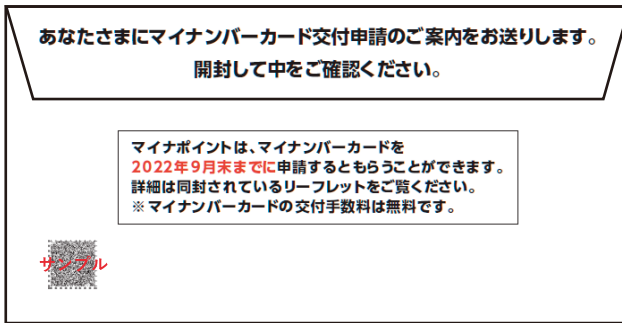 あなたさまにマイナンバーカード交付申請のご案内をお送りします。
開封して中をご確認ください。
マイナポイントは、マイナンバーカードを
2022年9月末までに申請するともらうことができます。
詳細は同封されているリーフレットをご覧ください。
※マイナンバーカードの交付手数料は無料です。
サンプル